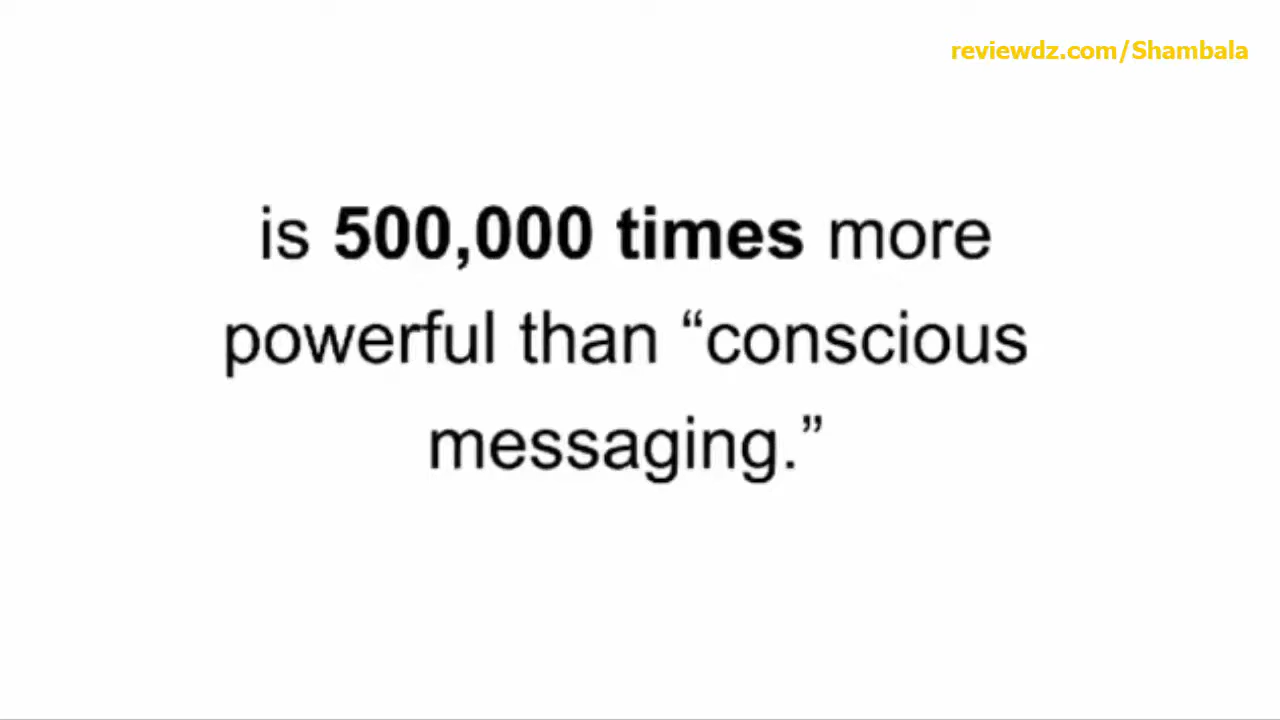 reviewdz.com/Shambala
is 500,000 times more
powerful than “conscious
messaging.”